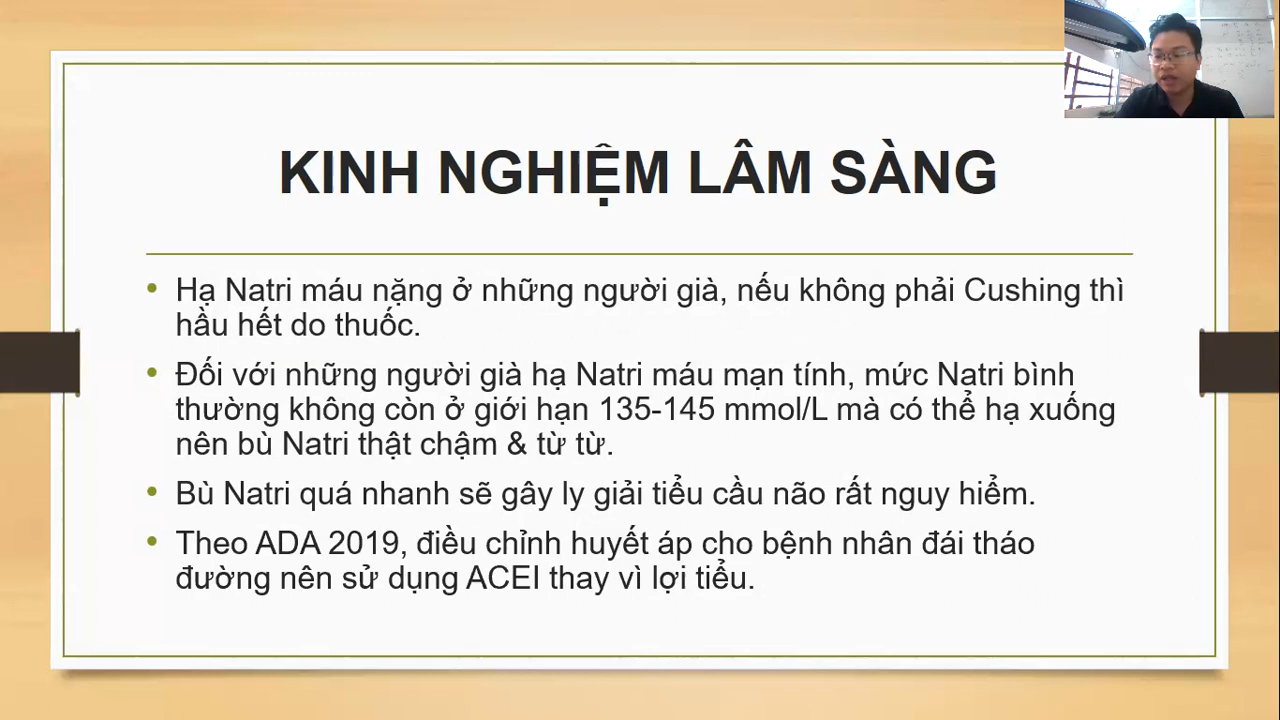 KINH NGHIỆM LÂM SÀNG
• Hạ Natri máu nặng ở những người già, nếu không phải Cushing thì
hầu hết do thuốc.
• Đối với những người già hạ Natri máu mạn tính, mức Natri bình
thường không còn ở giới hạn 135-145 mmol/L mà có thể hạ xuống
nên bù Natri thật chậm & từ từ.
• Bù Natri quá nhanh sẽ gây ly giải tiểu cầu não rất nguy hiểm.
• Theo ADA 2019, điều chỉnh huyết áp cho bệnh nhân đái tháo
đường nên sử dụng ACEI thay vì lợi tiểu.